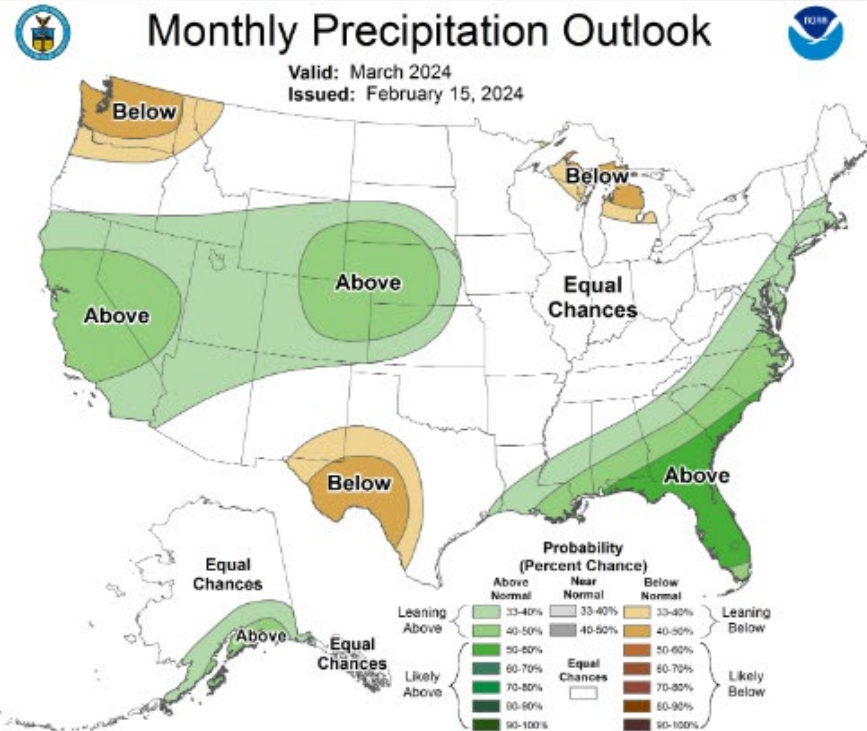 Monthly Precipitation Outlook
NOAA
Valid: March 2024
Issued: February 15, 2024
Below
Below
Above
Above
Equal
Chances
Below
Above
Equal
Chances
Above
Equal
Chances
Probability
(Percent Chance)
Above
Normal
Near
Normal
Below
Normal
Leaning
Above
33-40%
33-40%
33-40%
Leaning
Below
40-50%
40-50%
40-50%
Likely
Above
50-60%
60-70%
70-80%
80-90%
90-100%
Equal
Chances
50-60%
60-70%
70-80%
80-90%
90-100%
Likely
Below